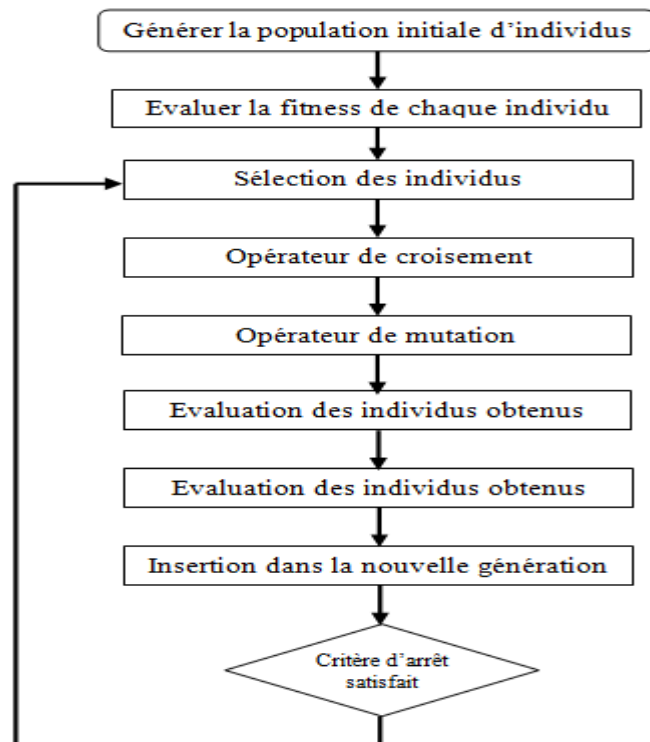 Générer la population initiale d'individus
Evaluer la fitness de chaque individu
Sélection des individus
Opérateur de croisement
Opérateur de mutation
Evaluation des individus obtenus
Evaluation des individus obtenus
Insertion dans la nouvelle génération
Critère d'arrêt
satisfait